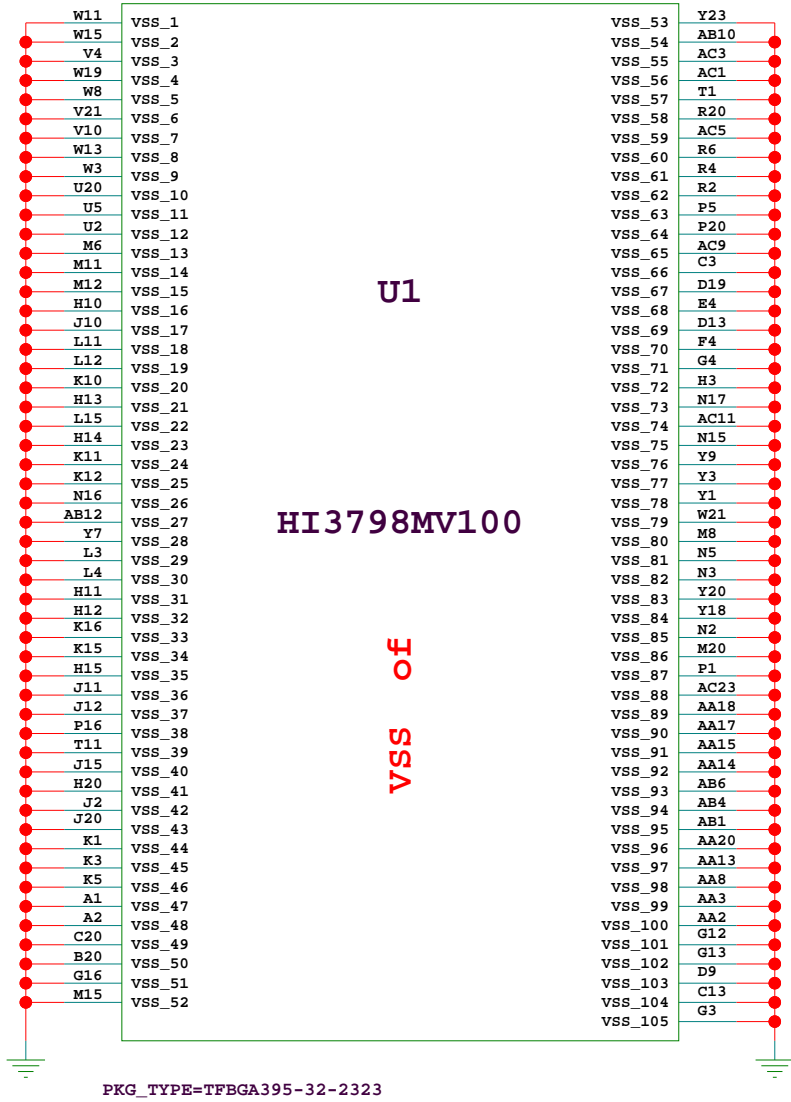 W11 VSS_1 VSS_53 Y23
W15 VSS_2 VSS_54 AB10
V4 VSS_3 VSS_55 AC3
W19 VSS_4 VSS_56 AC1
W8 VSS_5 VSS_57 T1
V21 VSS_6 VSS_58 R20
V10 VSS_7 VSS_59 AC5
W13 VSS_8 VSS_60 R6
W3 VSS_9 VSS_61 R4
U20 VSS_10 VSS_62 R2
U5 VSS_11 VSS_63 P5
U2 VSS_12 VSS_64 P20
M6 VSS_13 VSS_65 AC9
M11 VSS_14 VSS_66 C3
M12 VSS_15 VSS_67 D19
U1
H10 VSS_16 VSS_68 E4
J10 VSS_17 VSS_69 D13
L11 VSS_18 VSS_70 F4
L12 VSS_19 VSS_71 G4
K10 VSS_20 VSS_72 H3
H13 VSS_21 VSS_73 N17
L15 VSS_22 VSS_74 AC11
H14 VSS_23 VSS_75 N15
K11 VSS_24 VSS_76 Y9
K12 VSS_25 VSS_77 Y3
N16 VSS_26 VSS_78 Y1
AB12 VSS_27 VSS_79 W21
HI3798MV100
Y7 VSS_28 VSS_80 M8
L3 VSS_29 VSS_81 N5
L4 VSS_30 VSS_82 N3
H11 VSS_31 VSS_83 Y20
H12 VSS_32 VSS_84 Y18
K16 VSS_33 VSS_85 N2
K15 VSS_34 VSS_86 M20
H15 VSS_35 VSS_87 P1
J11 VSS_36 VSS_88 AC23
J12 VSS_37 VSS_89 AA18
P16 VSS_38 VSS_90 AA17
T11 VSS_39 VSS_91 AA15
J15 VSS_40 VSS_92 AA14
H20 VSS_41 VSS_93 AB6
J2 VSS_42 VSS_94 AB4
J20 VSS_43 VSS_95 AB1
K1 VSS_44 VSS_96 AA20
K3 VSS_45 VSS_97 AA13
K5 VSS_46 VSS_98 AA8
A1 VSS_47 VSS_99 AA3
A2 VSS_48 VSS_100 AA2
C20 VSS_49 VSS_101 G12
B20 VSS_50 VSS_102 G13
G16 VSS_51 VSS_103 D9
M15 VSS_52 VSS_104 C13
VSS_105 G3
vss of
PKG_TYPE=TFBGA395-32-2323